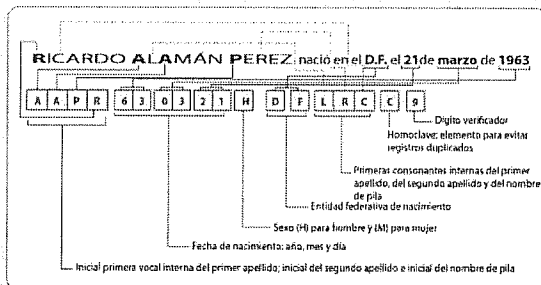 RICARDO ALAMÁN PEREZ nació en el D.F. el 21 de marzo de 1963
A A P R 6 3 0 3 2 1 H D F L R C C 9
Dígito verificador
Homoclave: elemento para evitar
registros duplicados
Primeras consonantes internas del primer
apellido, del segundo apellido y del nombre
de pila
Entidad federativa de nacimiento
Sexo (H) para hombre y (M) para mujer
Fecha de nacimiento: año, mes y día
Inicial primera vocal interna del primer apellido; inicial del segundo apellido e inicial del nombre de pila